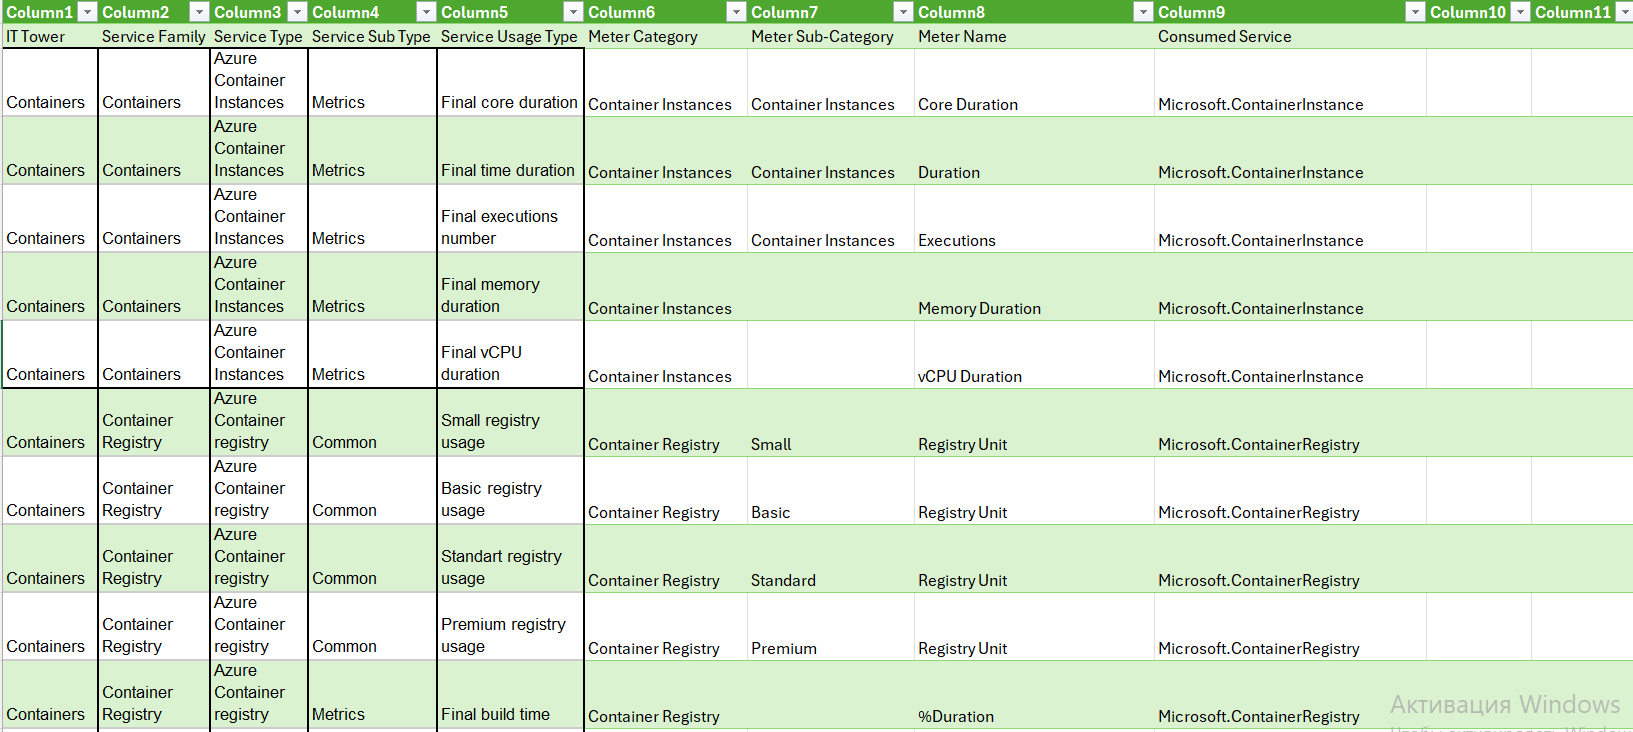 Column1 Column2 Column3 Column4 Column5 Column6 Column7 Column8 Column9 Column10 Column11
IT Tower Service Family Service Type Service Sub Type Service Usage Type Meter Category Meter Sub-Category Meter Name Consumed Service
Azure
Container
Containers Containers Instances Metrics Final core duration Container Instances Container Instances Core Duration Microsoft.ContainerInstance
Azure
Container
Containers Containers Instances Metrics Final time duration Container Instances Container Instances Duration Microsoft.ContainerInstance
Azure
Container Final executions
Containers Containers Instances Metrics number Container Instances Container Instances Executions Microsoft.ContainerInstance
Azure
Container Final memory
Containers Containers Instances Metrics duration Container Instances Memory Duration Microsoft.ContainerInstance
Azure
Container Final vCPU
Containers Containers Instances Metrics duration Container Instances vCPU Duration Microsoft.ContainerInstance
Azure
Container Container Small registry
Containers Registry registry Common usage Container Registry Small Registry Unit Microsoft.ContainerRegistry
Azure
Container Container Basic registry
Containers Registry registry Common usage Container Registry Basic Registry Unit Microsoft.ContainerRegistry
Azure
Container Container Standart registry
Containers Registry registry Common usage Container Registry Standard Registry Unit Microsoft.ContainerRegistry
Azure
Container Container Premium registry
Containers Registry registry Common usage Container Registry Premium Registry Unit Microsoft.ContainerRegistry
Azure
Container Container
Containers Registry registry Metrics Final build time Container Registry %Duration Microsoft.ContainerRegistry
Активация Windows